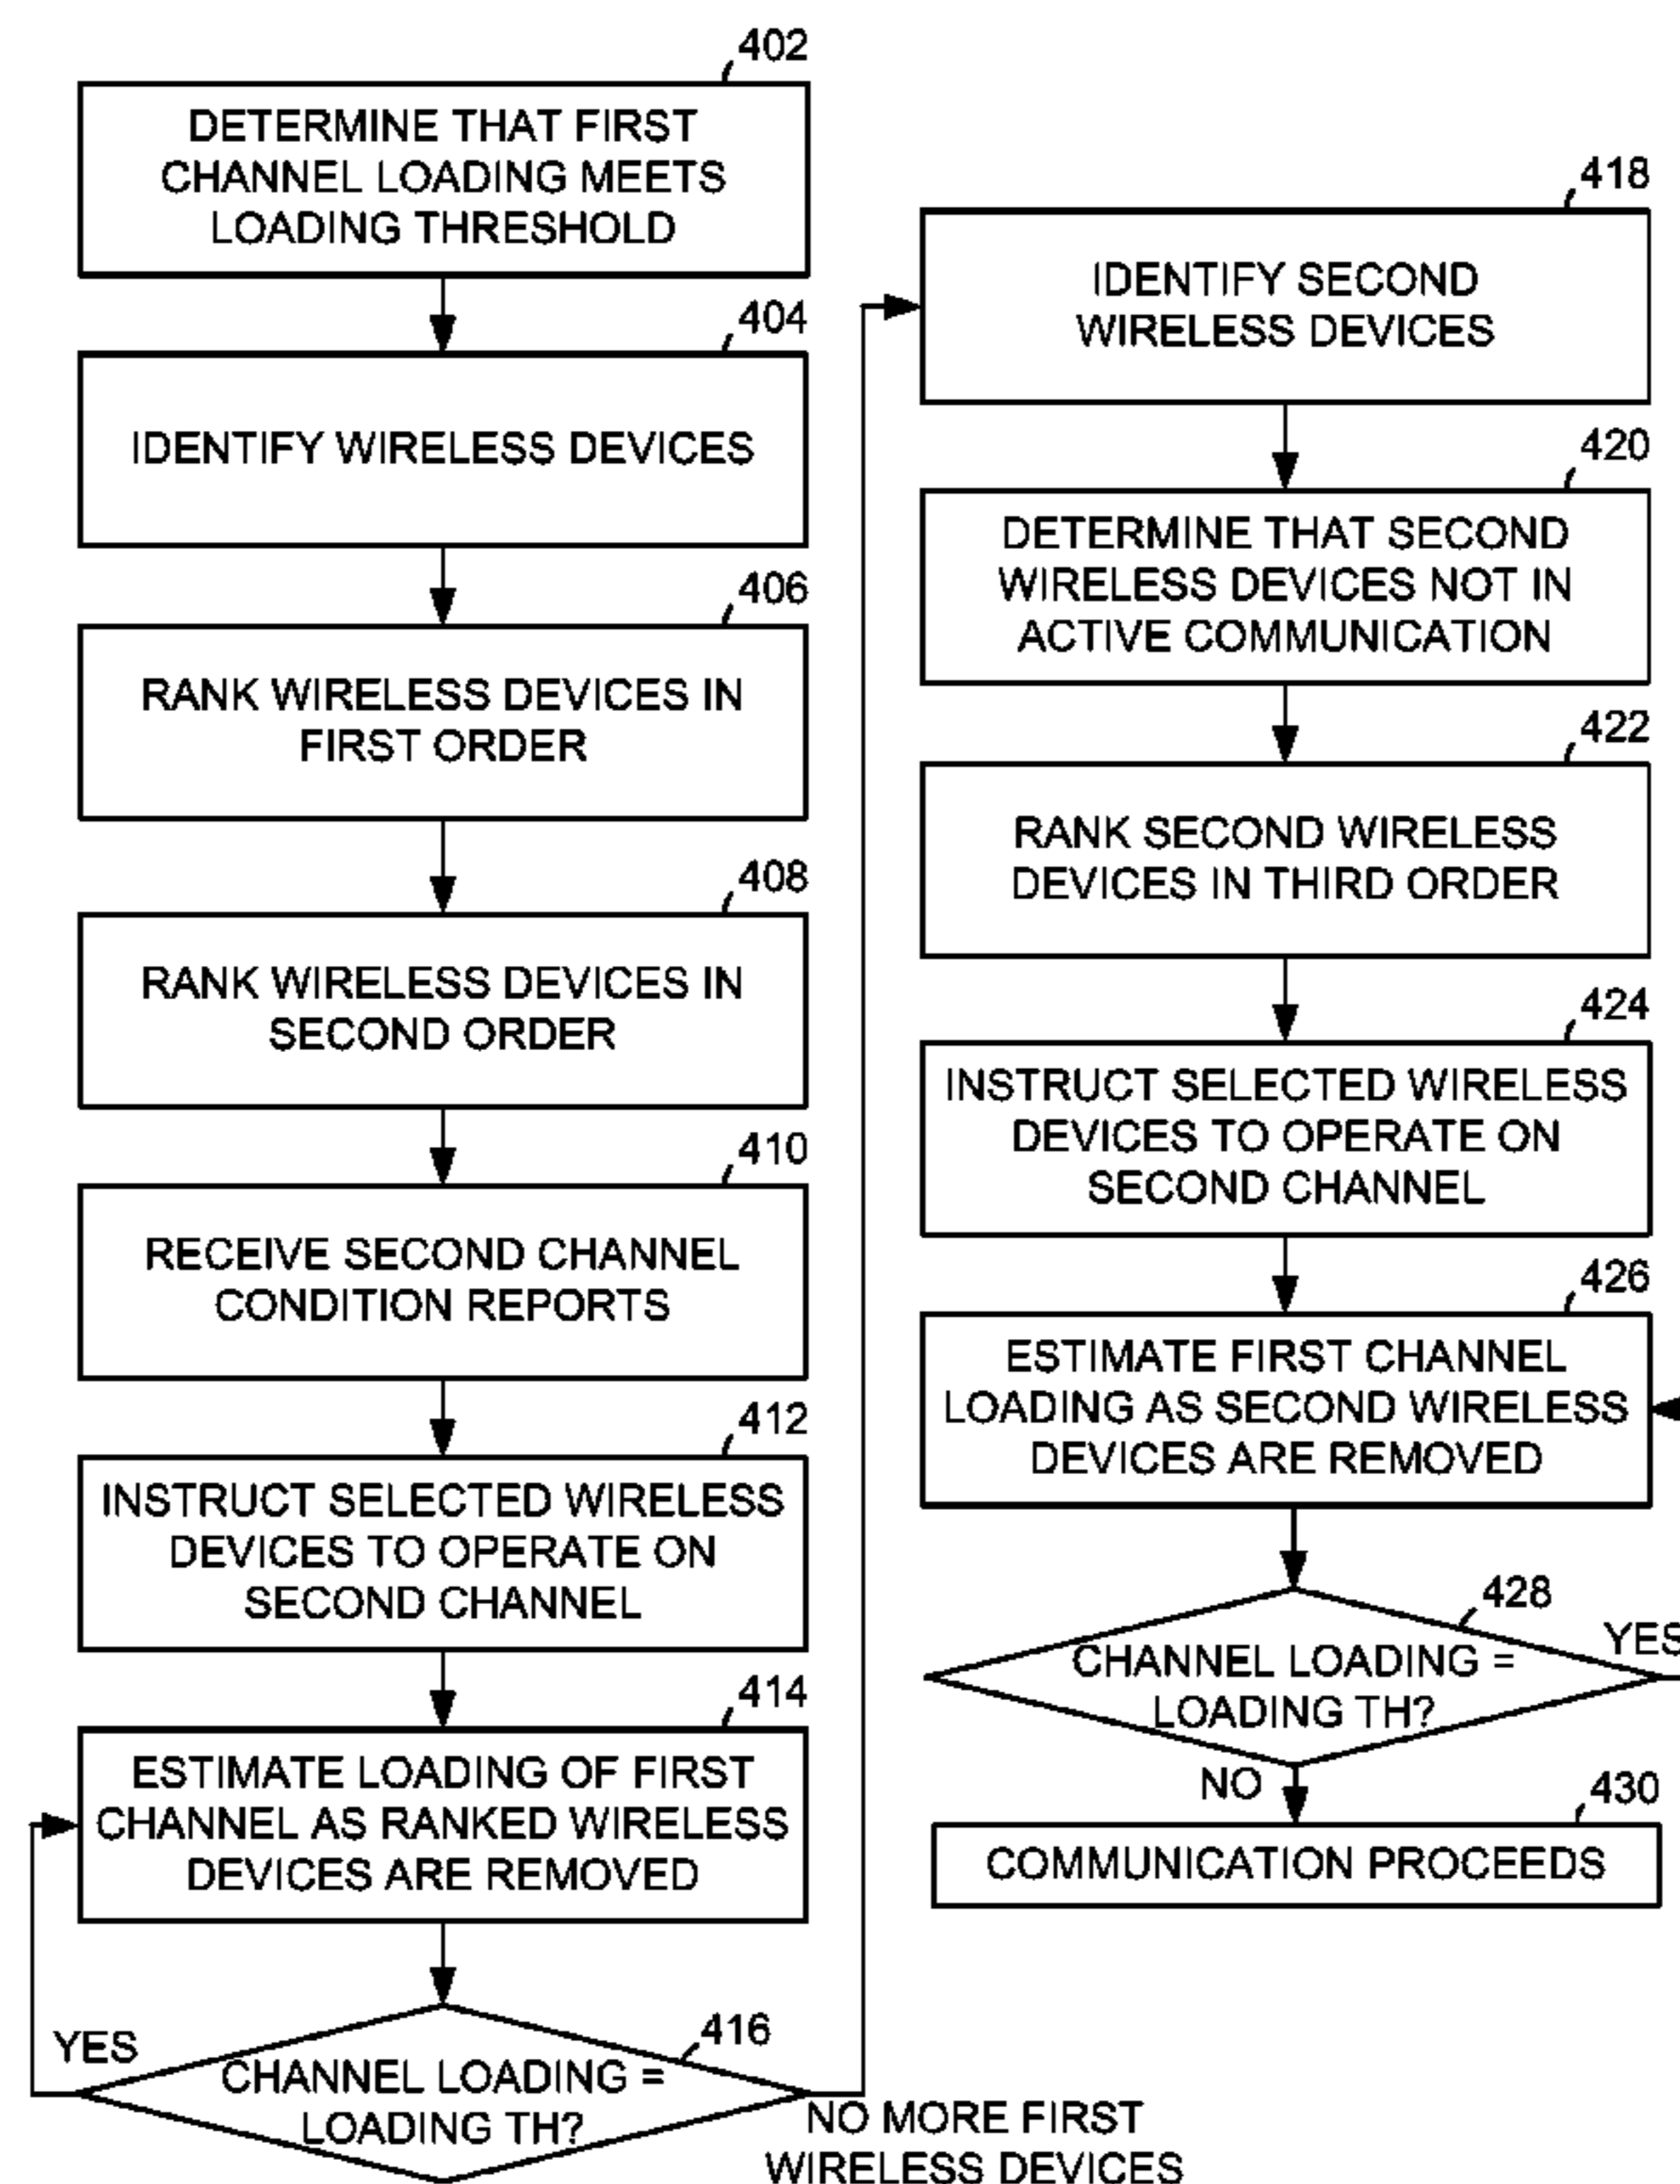 402
DETERMINE THAT FIRST
CHANNEL LOADING MEETS
LOADING THRESHOLD
404
IDENTIFY WIRELESS DEVICES
406
RANK WIRELESS DEVICES IN
FIRST ORDER
408
RANK WIRELESS DEVICES IN
SECOND ORDER
410
RECEIVE SECOND CHANNEL
CONDITION REPORTS
412
INSTRUCT SELECTED WIRELESS
DEVICES TO OPERATE ON
SECOND CHANNEL
414
ESTIMATE LOADING OF FIRST
CHANNEL AS RANKED WIRELESS
DEVICES ARE REMOVED
416
YES
CHANNEL LOADING =
LOADING TH?
NO MORE FIRST
WIRELESS DEVICES
418
IDENTIFY SECOND
WIRELESS DEVICES
420
DETERMINE THAT SECOND
WIRELESS DEVICES NOT IN
ACTIVE COMMUNICATION
422
RANK SECOND WIRELESS
DEVICES IN THIRD ORDER
424
INSTRUCT SELECTED WIRELESS
DEVICES TO OPERATE ON
SECOND CHANNEL
426
ESTIMATE FIRST CHANNEL
LOADING AS SECOND WIRELESS
DEVICES ARE REMOVED
428
YES
CHANNEL LOADING =
LOADING TH?
NO
430
COMMUNICATION PROCEEDS